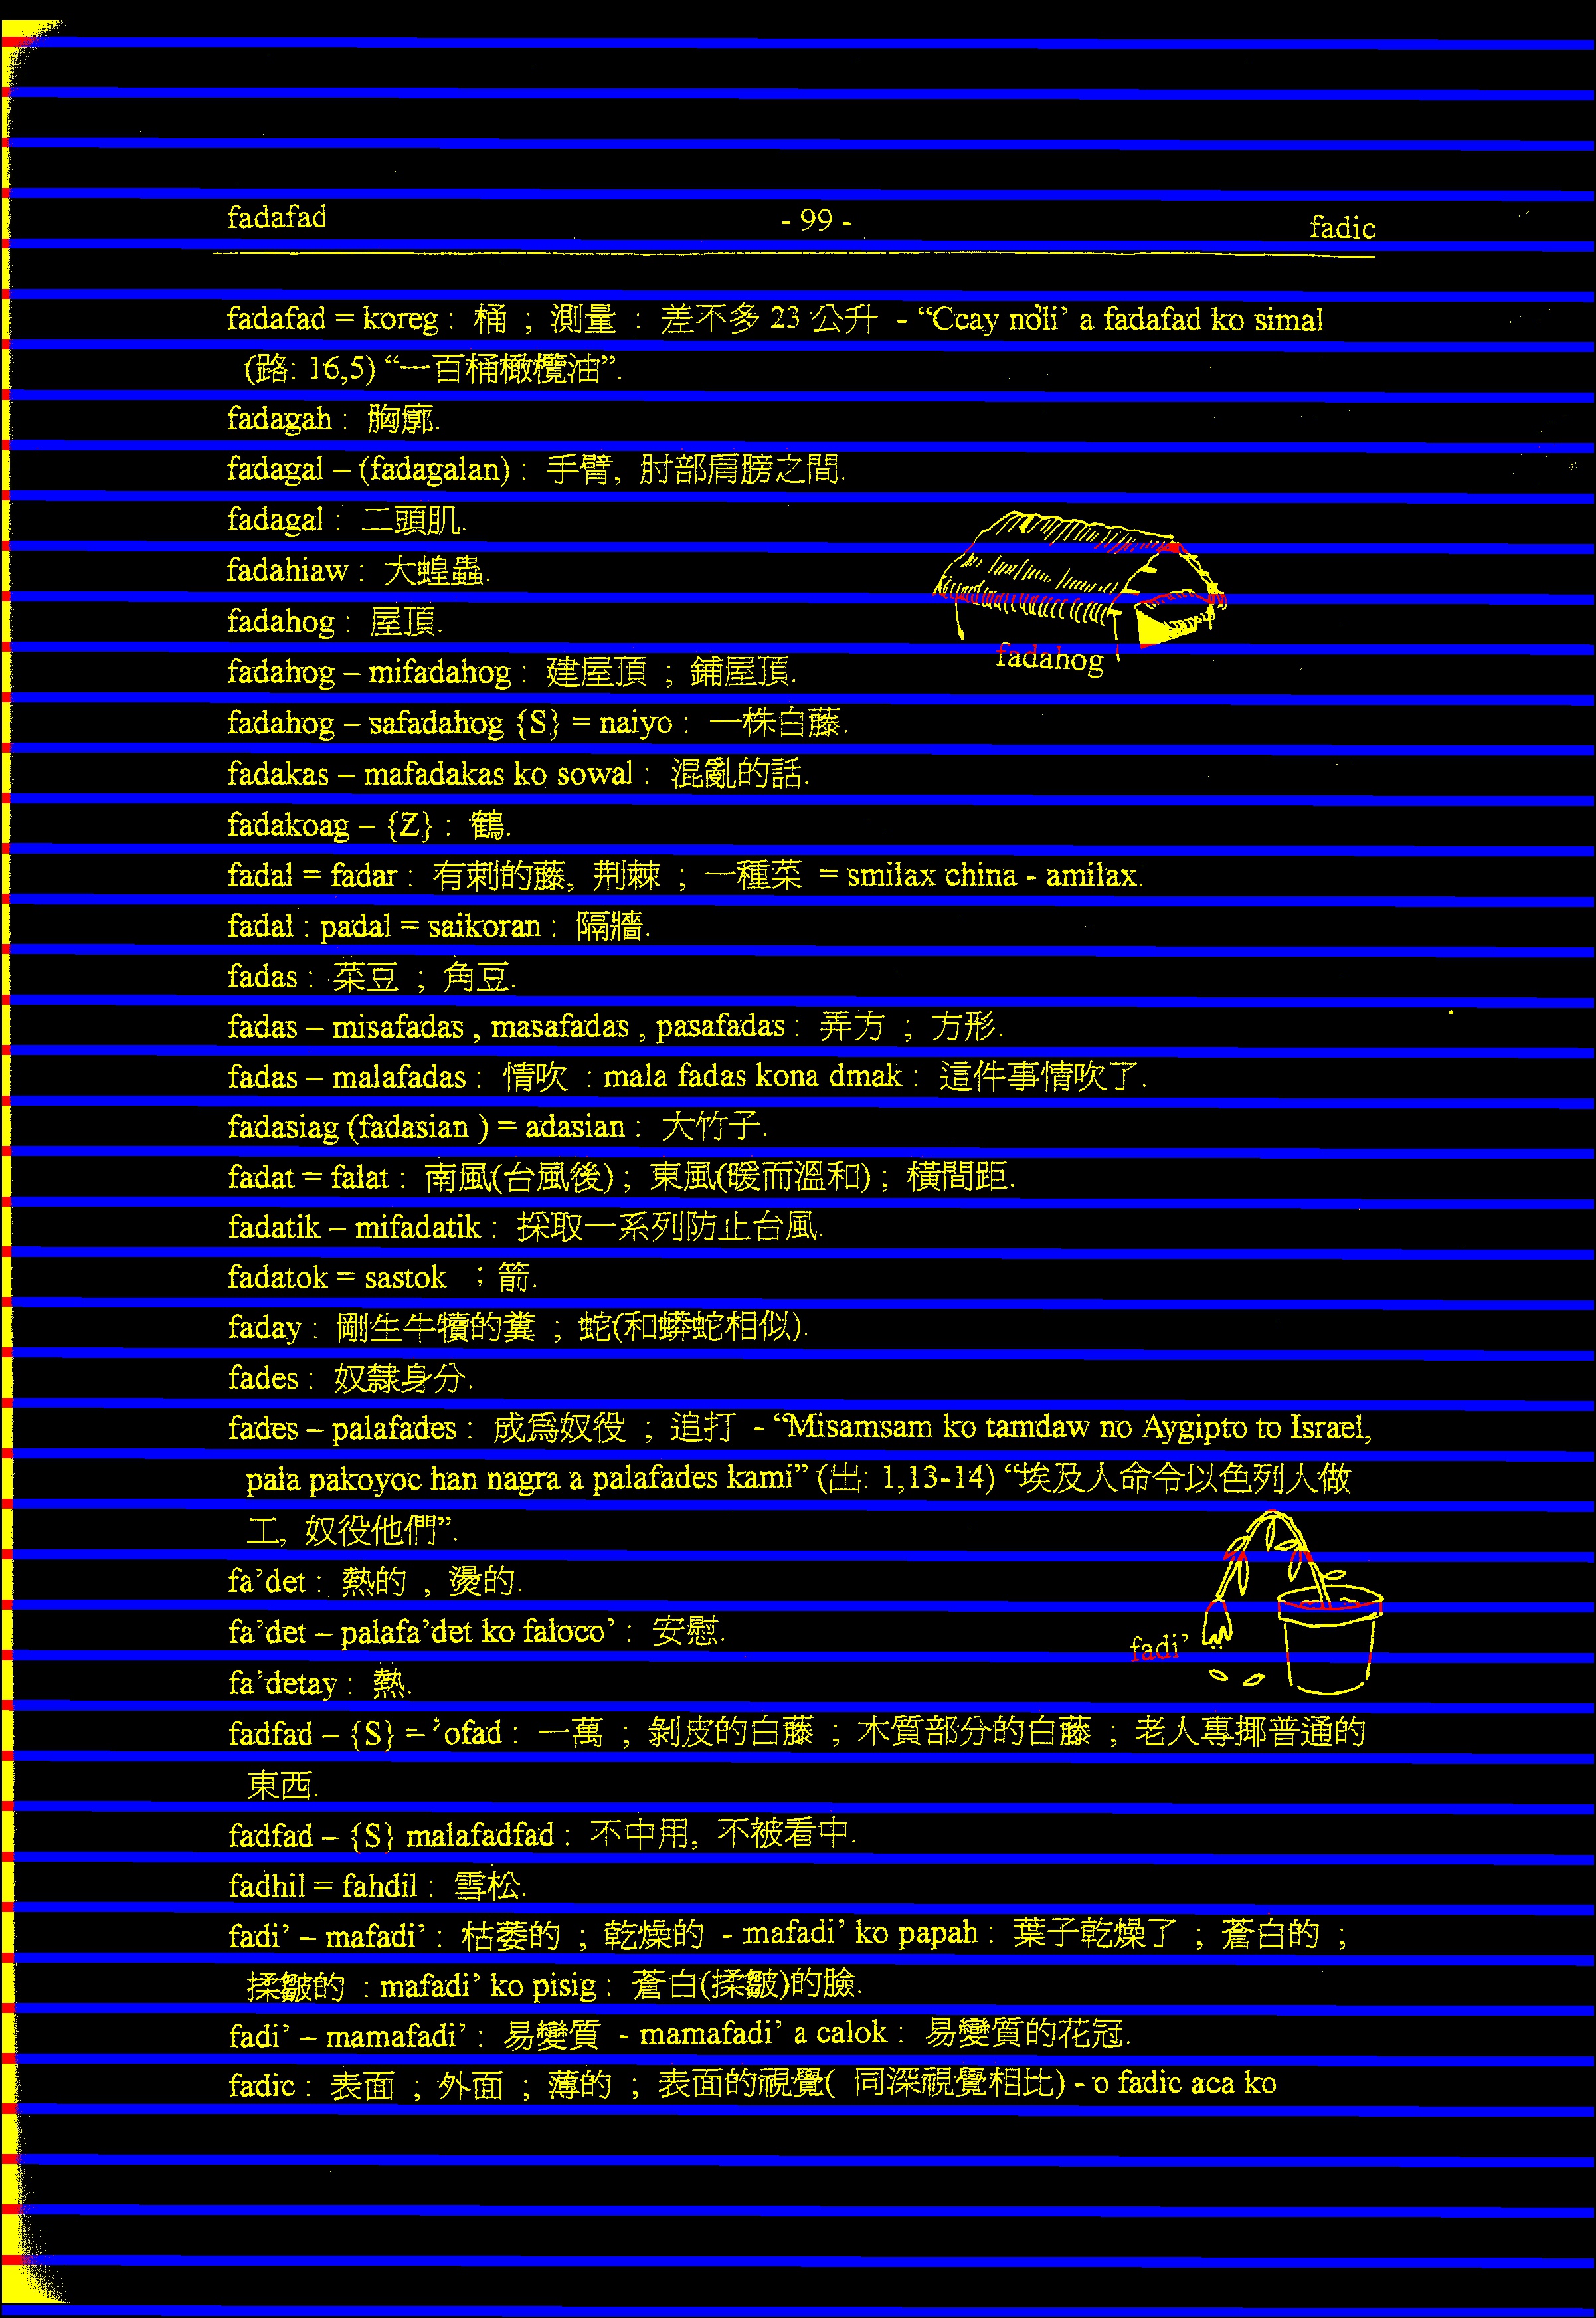 fadafad - 99 - fadic
fadafad = koreg : 桶 ; 測量 : 差不多 23 公升 - “Ccay no̓li’ a fadafad ko simal
(路: 16,5) “一百桶橄欖油”.
fadagah : 胸廓.
fadagal – (fadagalan) : 手臂, 肘部肩膀之間.
fadagal : 二頭肌.
fadahiaw : 大蝗蟲.
fadahog : 屋頂.
fadahog
fadahog – mifadahog : 建屋頂 ; 鋪屋頂.
fadahog – safadahog {S} = naiyo : 一株白藤.
fadakas – mafadakas ko sowal : 混亂的話.
fadakoag – {Z} : 鶴.
fadal = fadar : 有刺的藤, 荆棘 ; 一種菜 = smilax china - amilax.
fadal : padal = saikoran : 隔牆.
fadas : 菜豆 ; 角豆.
fadas – misafadas , masafadas , pasafadas : 弄方 ; 方形.
fadas – malafadas : 情吹 : mala fadas kona dmak : 這件事情吹了.
fadasiag (fadasian ) = adasian : 大竹子.
fadat = falat : 南風(台風後) ; 東風(暖而溫和) ; 橫間距.
fadatik – mifadatik : 採取一系列防止台風.
fadatok = sastok ; 箭.
faday : 剛生牛犢的糞 ; 蛇(和蟒蛇相似).
fades : 奴隸身分.
fades – palafades : 成爲奴役 ; 追打 - “Misamsam ko tamdaw no Aygipto to Israel,
pala pakoyoc han nagra a palafades kami” (出: 1,13-14) “埃及人命令以色列人做
工, 奴役他們”.
fa’det : 熱的 , 燙的.
fa’det – palafa’det ko faloco’ : 安慰.
fadi’
fa’detay : 熱.
fadfad – {S} = ’ofad : 一萬 ; 剝皮的白藤 ; 木質部分的白藤 ; 老人專揶普通的
東西.
fadfad – {S} malafadfad : 不中用, 不被看中.
fadhil = fahdil : 雪松.
fadi’ – mafadi’ : 枯萎的 ; 乾燥的 - mafadi’ ko papah : 葉子乾燥了 ; 蒼白的 ;
揉皺的 : mafadi’ ko pisig : 蒼白(揉皺)的臉.
fadi’ – mamafadi’ : 易變質 - mamafadi’ a calok : 易變質的花冠.
fadic : 表面 ; 外面 ; 薄的 ; 表面的視覺( 同深視覺相比) - o fadic aca ko